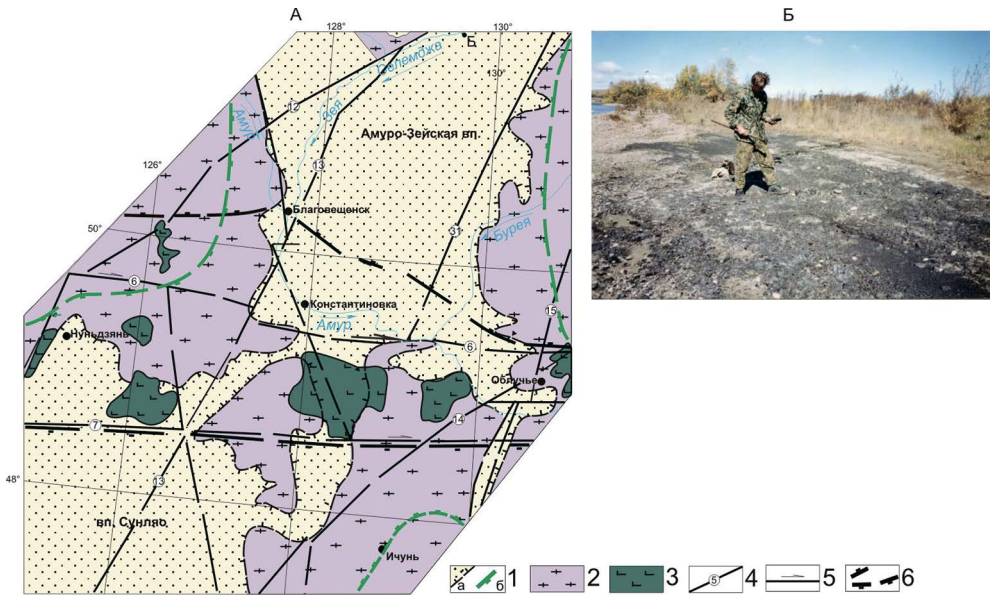 А
Б
128°
130°
Б
Селемджа
130°
12
Зея
Амур
Амуро-Зейская вп.
13
126°
Благовещенск
50°
31
Бурея
6
Константиновка
15
Амур
Нуньдзянь
6
Облучье
14
7
48°
13
вп. Сунляо
Ичунь
а
б
1
2
3
5
4
5
6